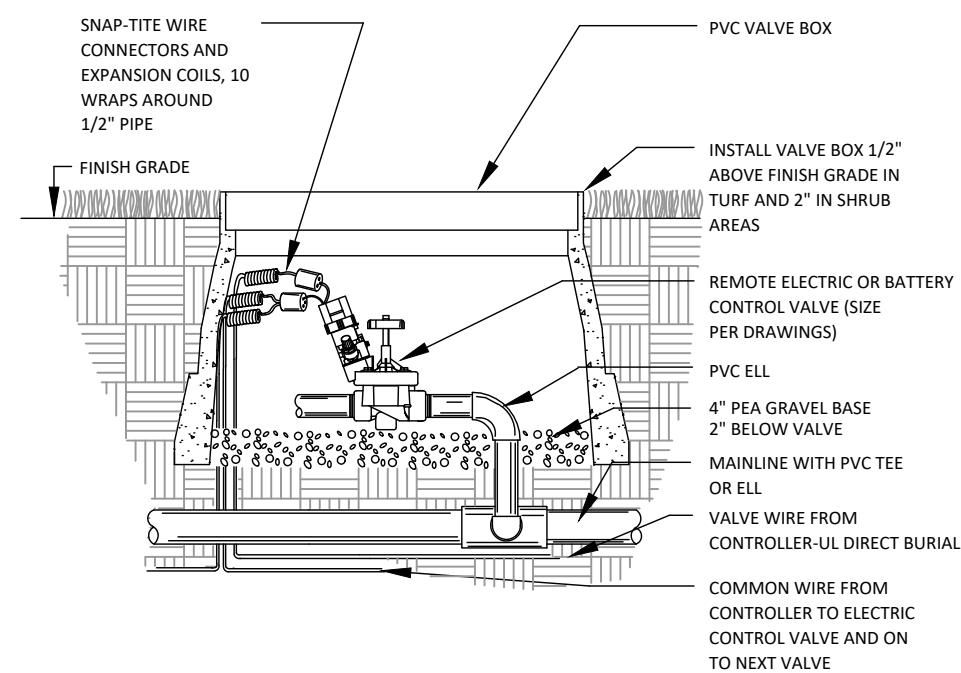 SNAP-TITE WIRE
CONNECTORS AND
EXPANSION COILS, 10
WRAPS AROUND
1/2" PIPE
FINISH GRADE
PVC VALVE BOX
INSTALL VALVE BOX 1/2"
ABOVE FINISH GRADE IN
TURF AND 2" IN SHRUB
AREAS
REMOTE ELECTRIC OR BATTERY
CONTROL VALVE (SIZE
PER DRAWINGS)
PVC ELL
4" PEA GRAVEL BASE
2" BELOW VALVE
MAINLINE WITH PVC TEE
OR ELL
VALVE WIRE FROM
CONTROLLER-UL DIRECT BURIAL
COMMON WIRE FROM
CONTROLLER TO ELECTRIC
CONTROL VALVE AND ON
TO NEXT VALVE